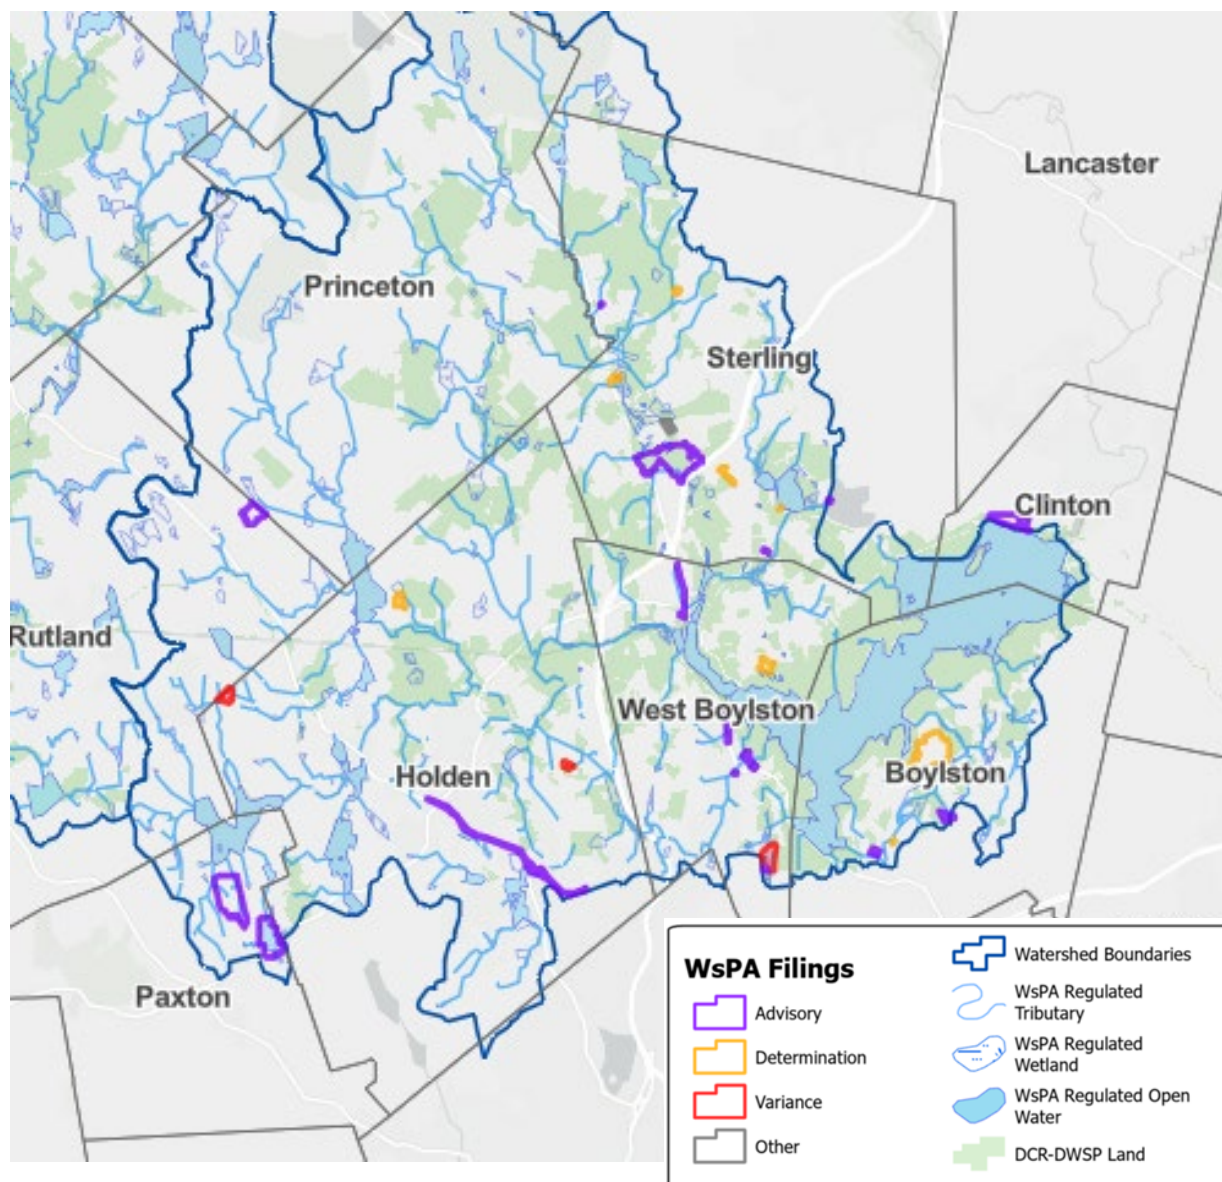 Lancaster
Princeton
Sterling
Clinton
Rutland
West Boylston
Holden
Boylston
Paxton
WsPA Filings
Advisory
Determination
Variance
Other
Watershed Boundaries
WsPA Regulated
Tributary
WsPA Regulated
Wetland
WsPA Regulated Open
Water
DCR-DWSP Land